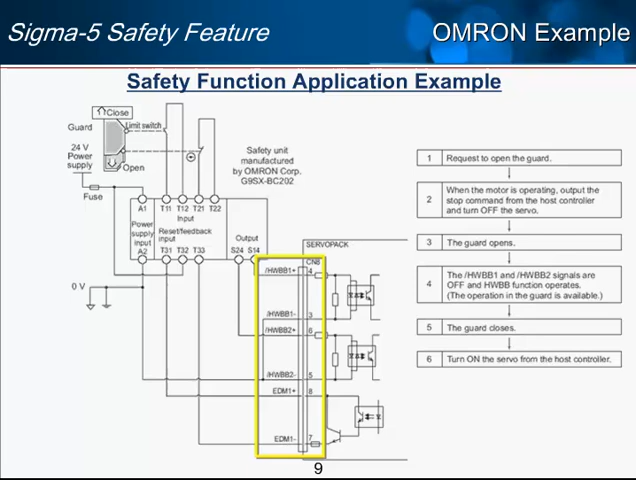 Sigma-5 Safety Feature
OMRON Example
Safety Function Application Example
Close
Guard
Limit switch
24 V
Power
supply
Open
Fuse
Safety unit
manufactured
by OMRON Corp.
G9SX-BC202
A1 T11 T12 T21 T22
Input
Power
supply
input
A2
Reset/feedback
input
T31 T32 T33
Output
S24 S14
0 V
SERVOPACK
CN8
/HWBB1+ 4
/HWBB1- 3
/HWBB2+ 6
/HWBB2- 5
EDM1+ 8
EDM1- 7
1 Request to open the guard.
2 When the motor is operating, output the
stop command from the host controller
and turn OFF the servo.
3 The guard opens.
4 The /HWBB1 and /HWBB2 signals are
OFF and HWBB function operates.
(The operation in the guard is available.)
5 The guard closes.
6 Turn ON the servo from the host controller.
9